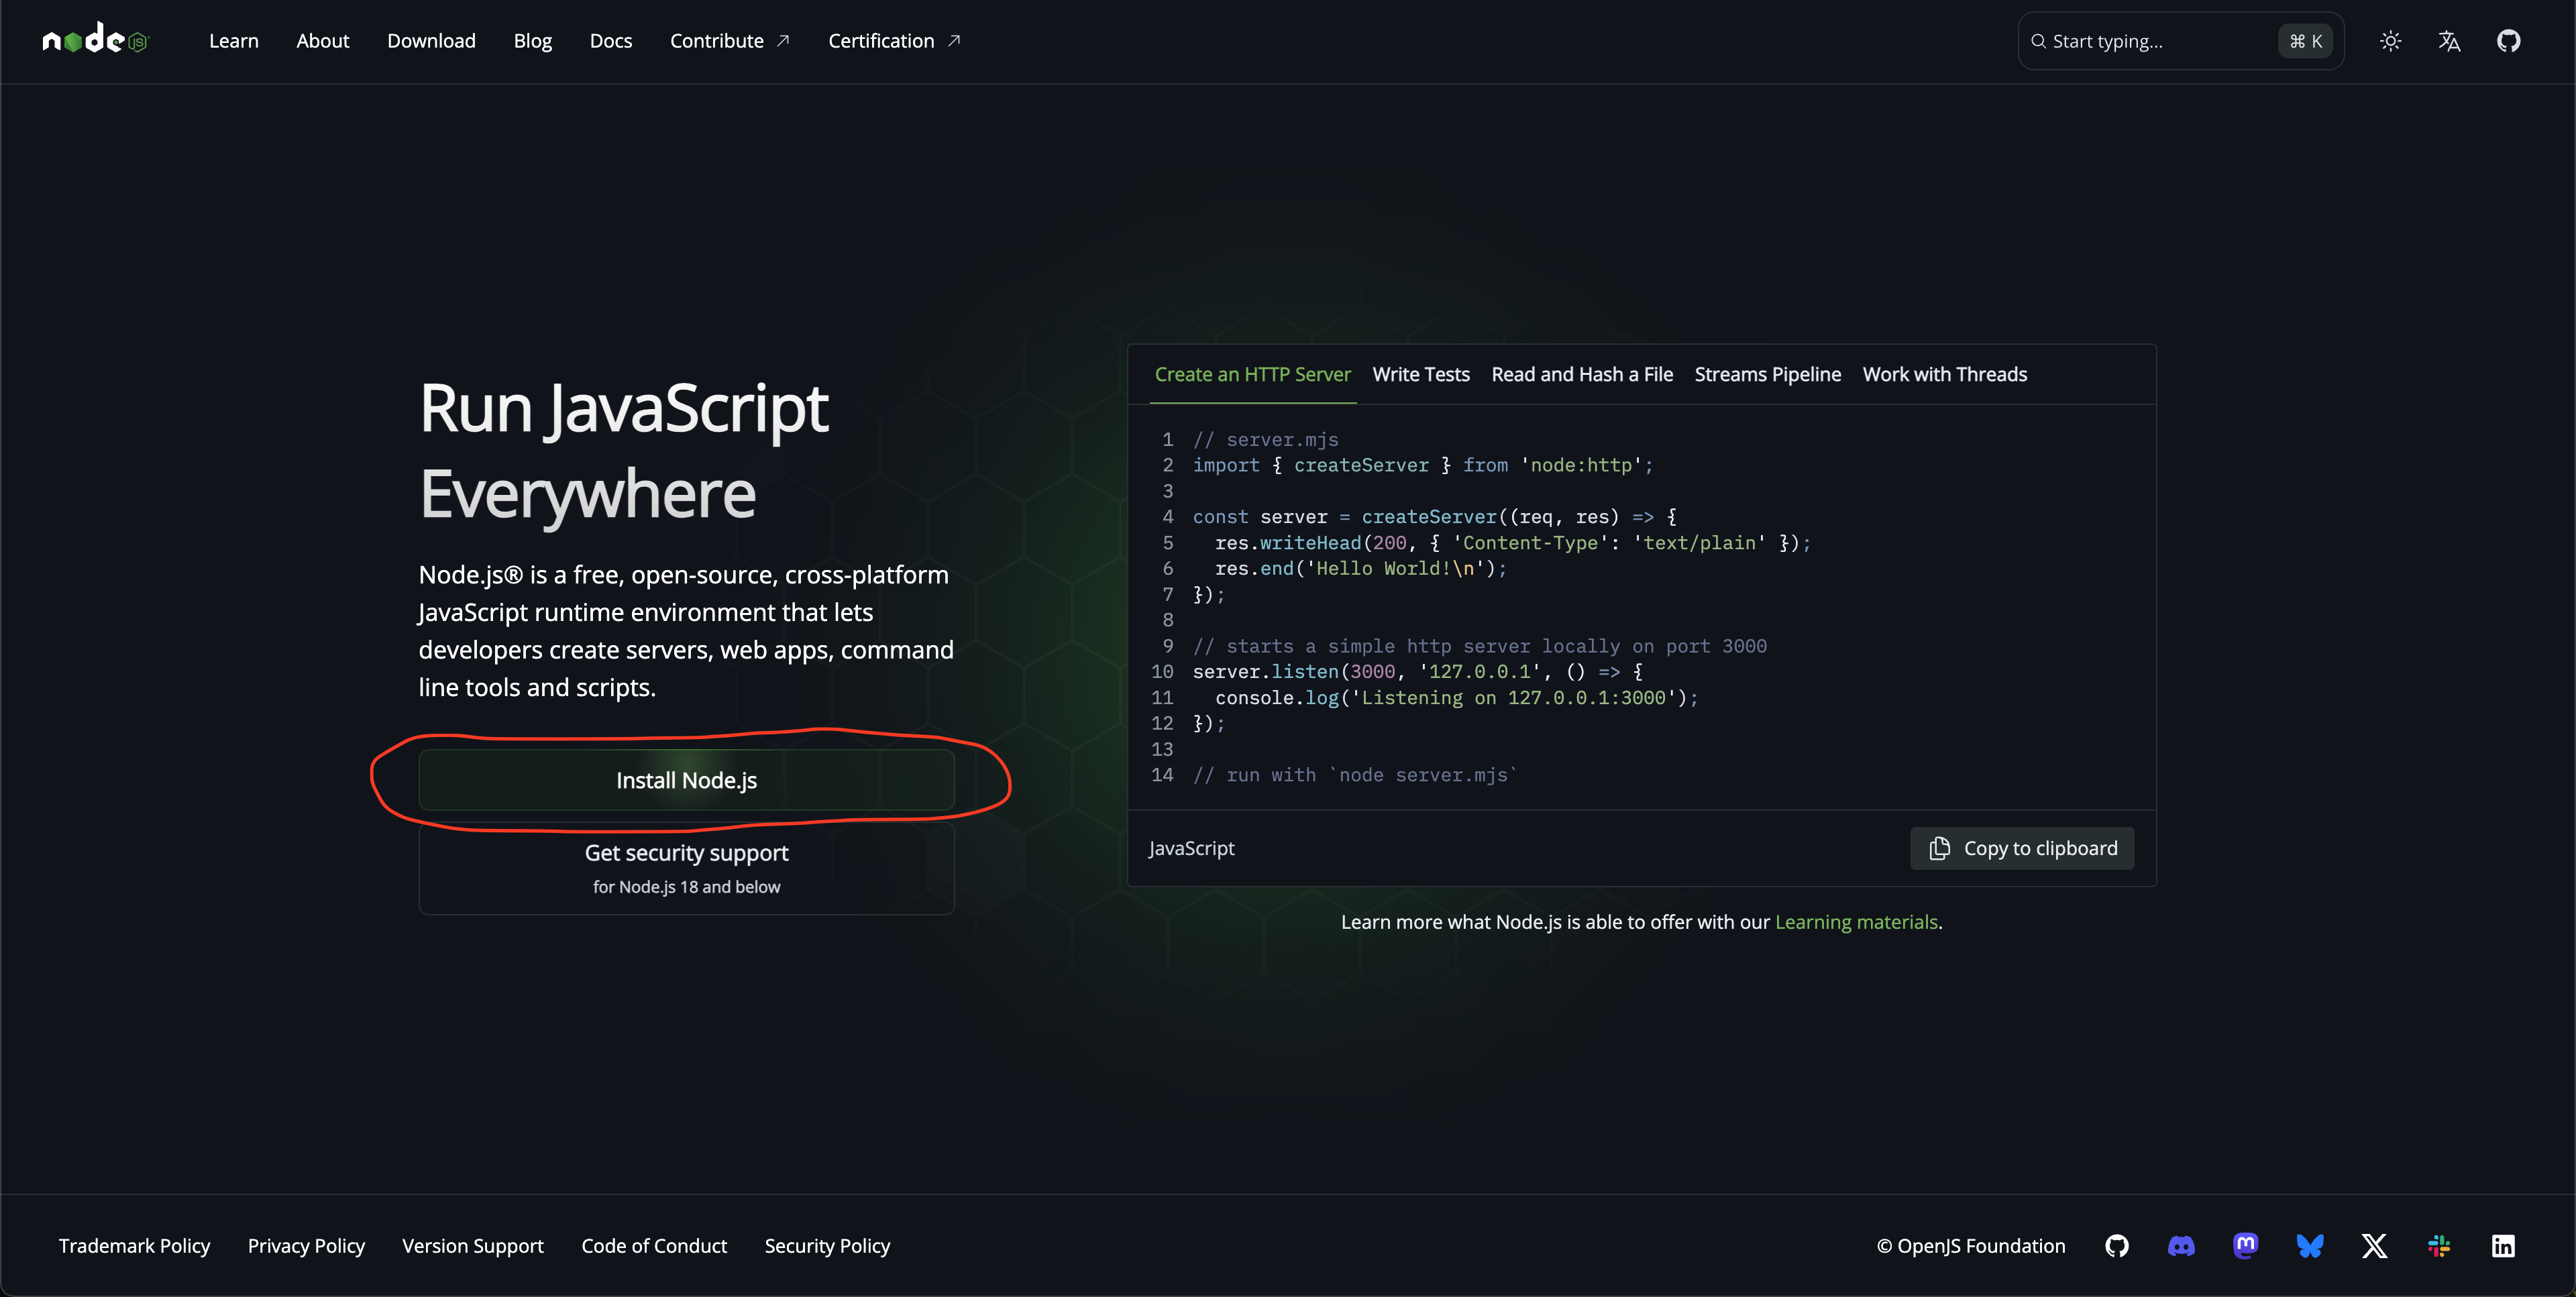 node JS
Learn
About
Download
Blog
Docs
Contribute
Certification
Start typing...
⌘ K
Run JavaScript
Everywhere
Node.js® is a free, open-source, cross-platform
JavaScript runtime environment that lets
developers create servers, web apps, command
line tools and scripts.
Install Node.js
Get security support
for Node.js 18 and below
Create an HTTP Server
Write Tests
Read and Hash a File
Streams Pipeline
Work with Threads
1 // server.mjs
2 import { createServer } from 'node:http';
3
4 const server = createServer((req, res) => {
5   res.writeHead(200, { 'Content-Type': 'text/plain' });
6   res.end('Hello World!\n');
7 });
8
9 // starts a simple http server locally on port 3000
10 server.listen(3000, '127.0.0.1', () => {
11   console.log('Listening on 127.0.0.1:3000');
12 });
13
14 // run with `node server.mjs`
JavaScript
Copy to clipboard
Learn more what Node.js is able to offer with our Learning materials.
Trademark Policy
Privacy Policy
Version Support
Code of Conduct
Security Policy
© OpenJS Foundation